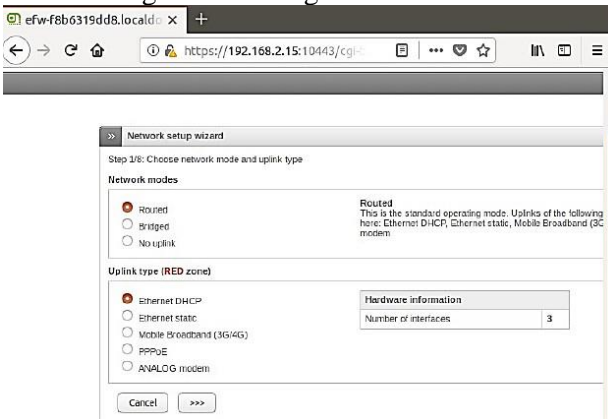 efw-f8b6319dd8.localdo
https://192.168.2.15:10443/cgi-
Network setup wizard
Step 1/8: Choose network mode and uplink type
Network modes
Routed
Bridged
No uplink
Routed
This is the standard operating mode. Uplinks of the following
here: Ethernet DHCP, Ethernet static, Mobile Broadband (3G
modem
Uplink type (RED zone)
Ethernet DHCP
Ethernet static
Mobile Broadband (3G/4G)
PPPoE
ANALOG modem
Hardware information
Number of interfaces 3
Cancel >>>